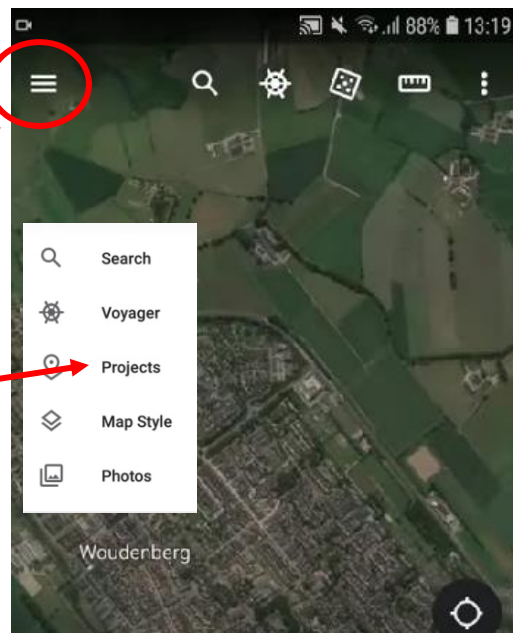 88% 13:19
Search
Voyager
Projects
Map Style
Photos
Woudenberg